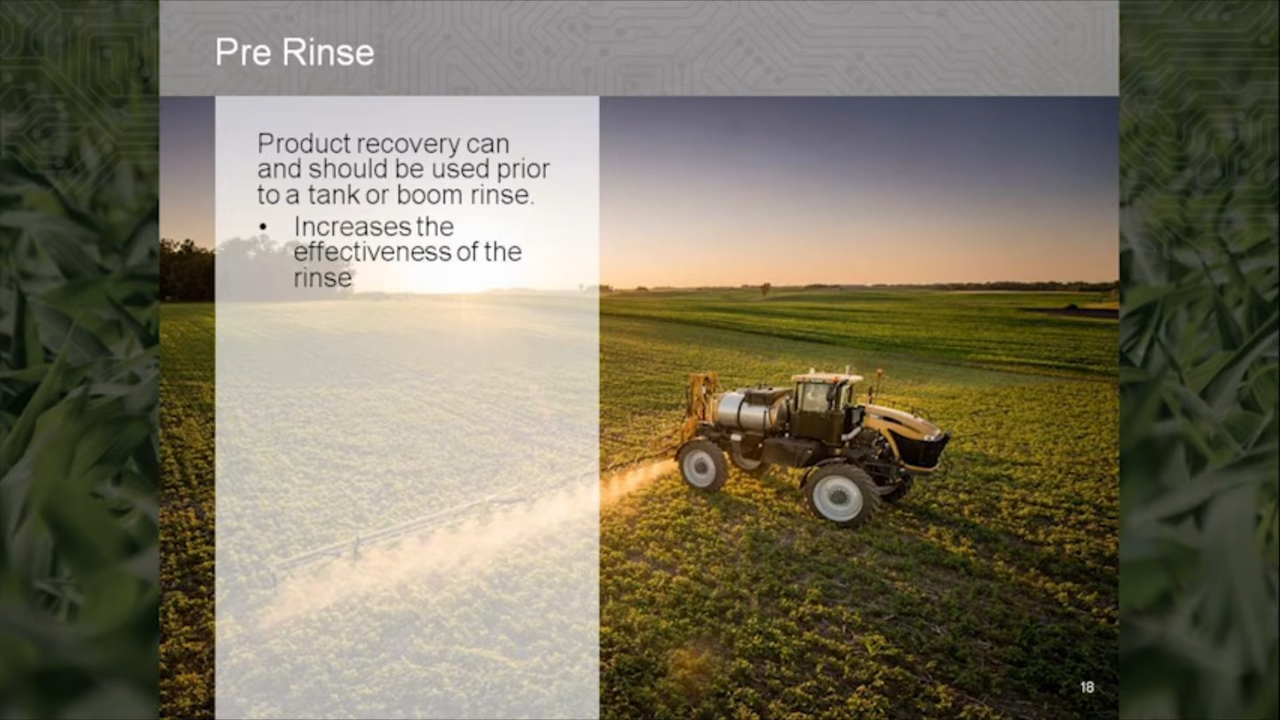 Pre Rinse
Product recovery can
and should be used prior
to a tank or boom rinse.
• Increases the
effectiveness of the
rinse
18